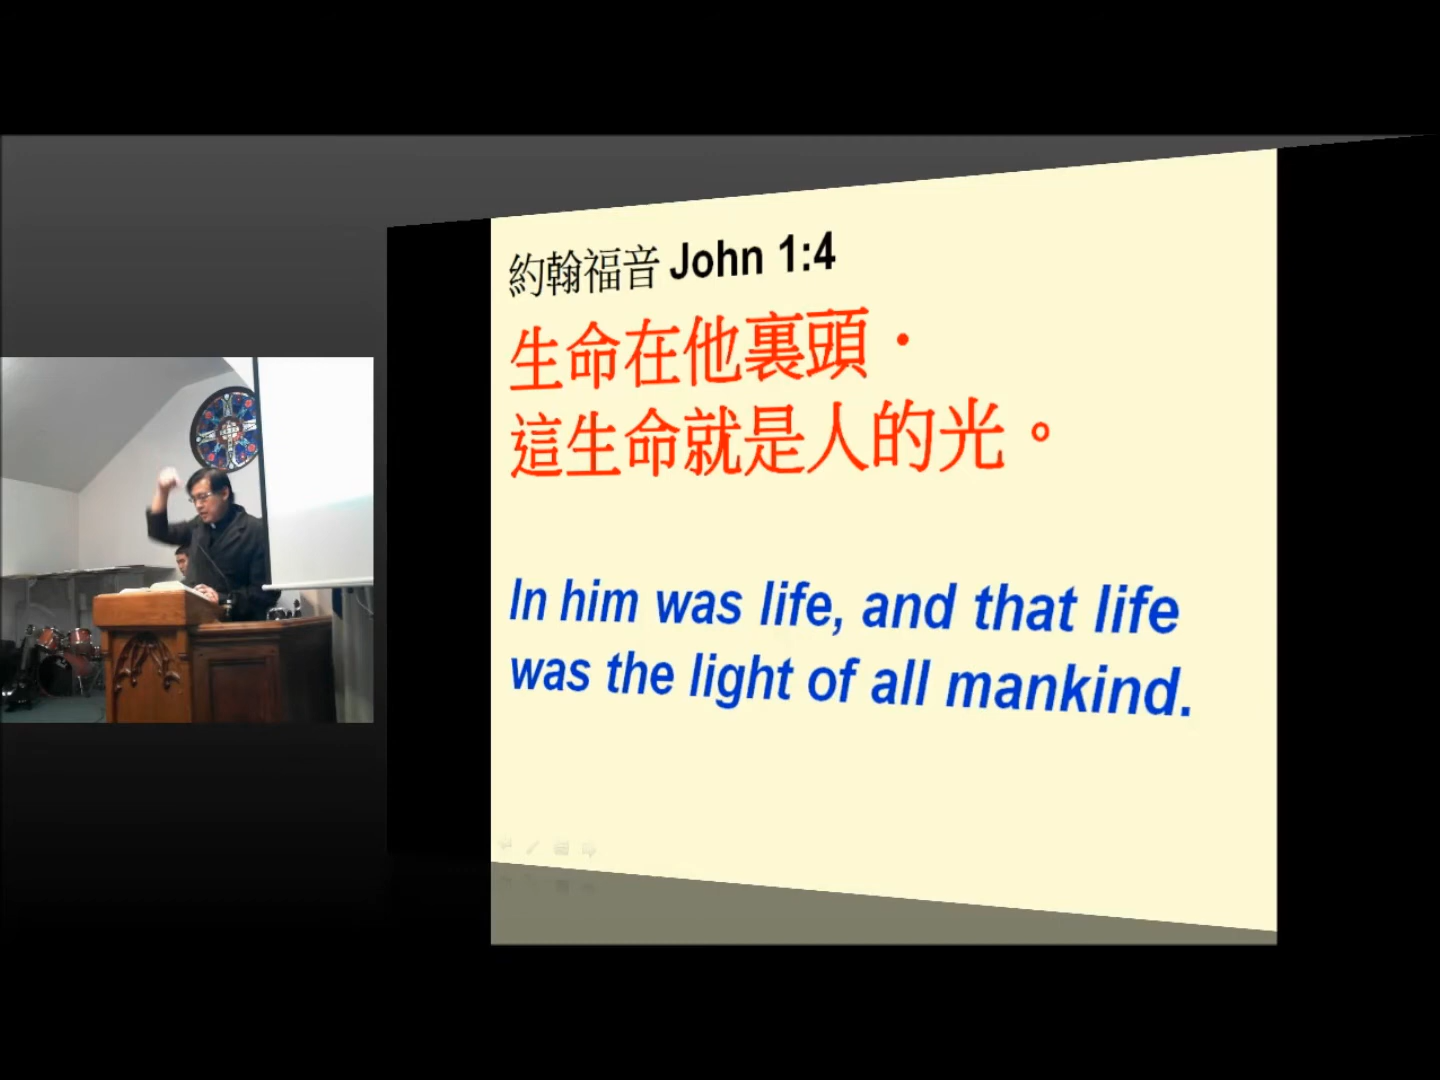 約翰福音 John 1:4
生命在他裏頭．
這生命就是人的光。
In him was life, and that life
was the light of all mankind.